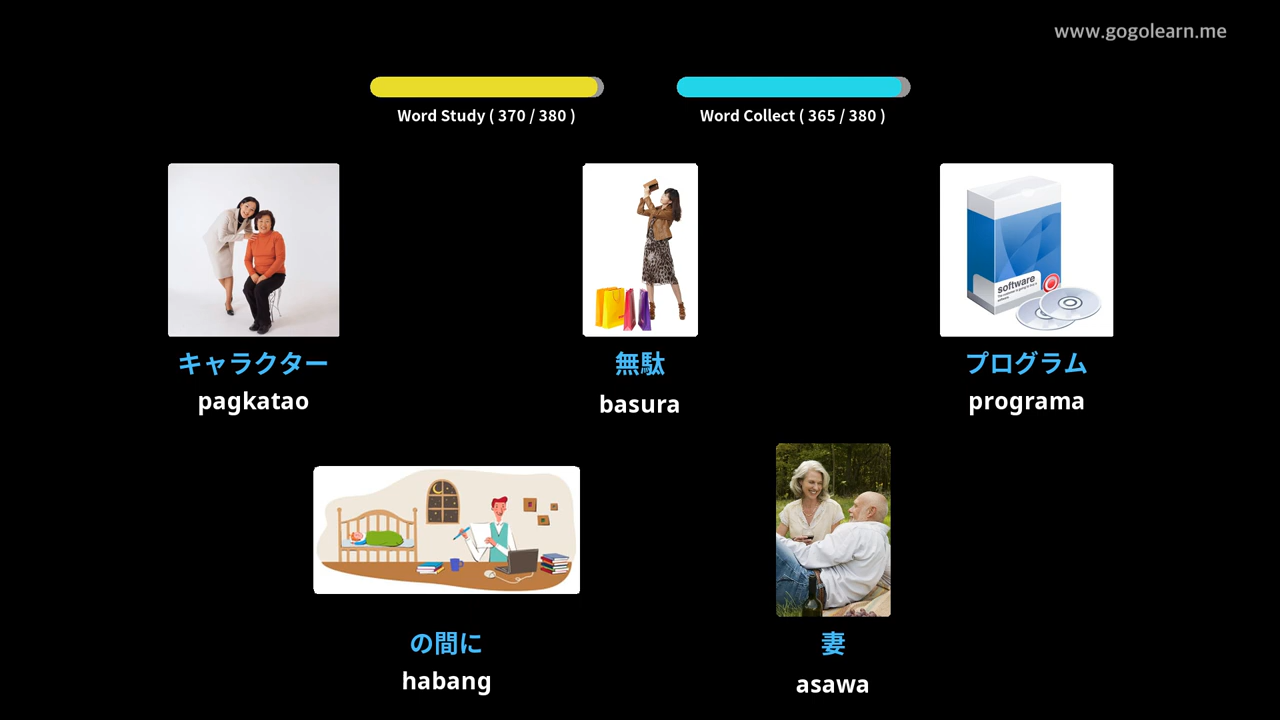 www.gogolearn.me
Word Study ( 370 / 380 )
Word Collect ( 365 / 380 )
software
キャラクター
無駄
プログラム
pagkatao
basura
programa
の間に
妻
habang
asawa